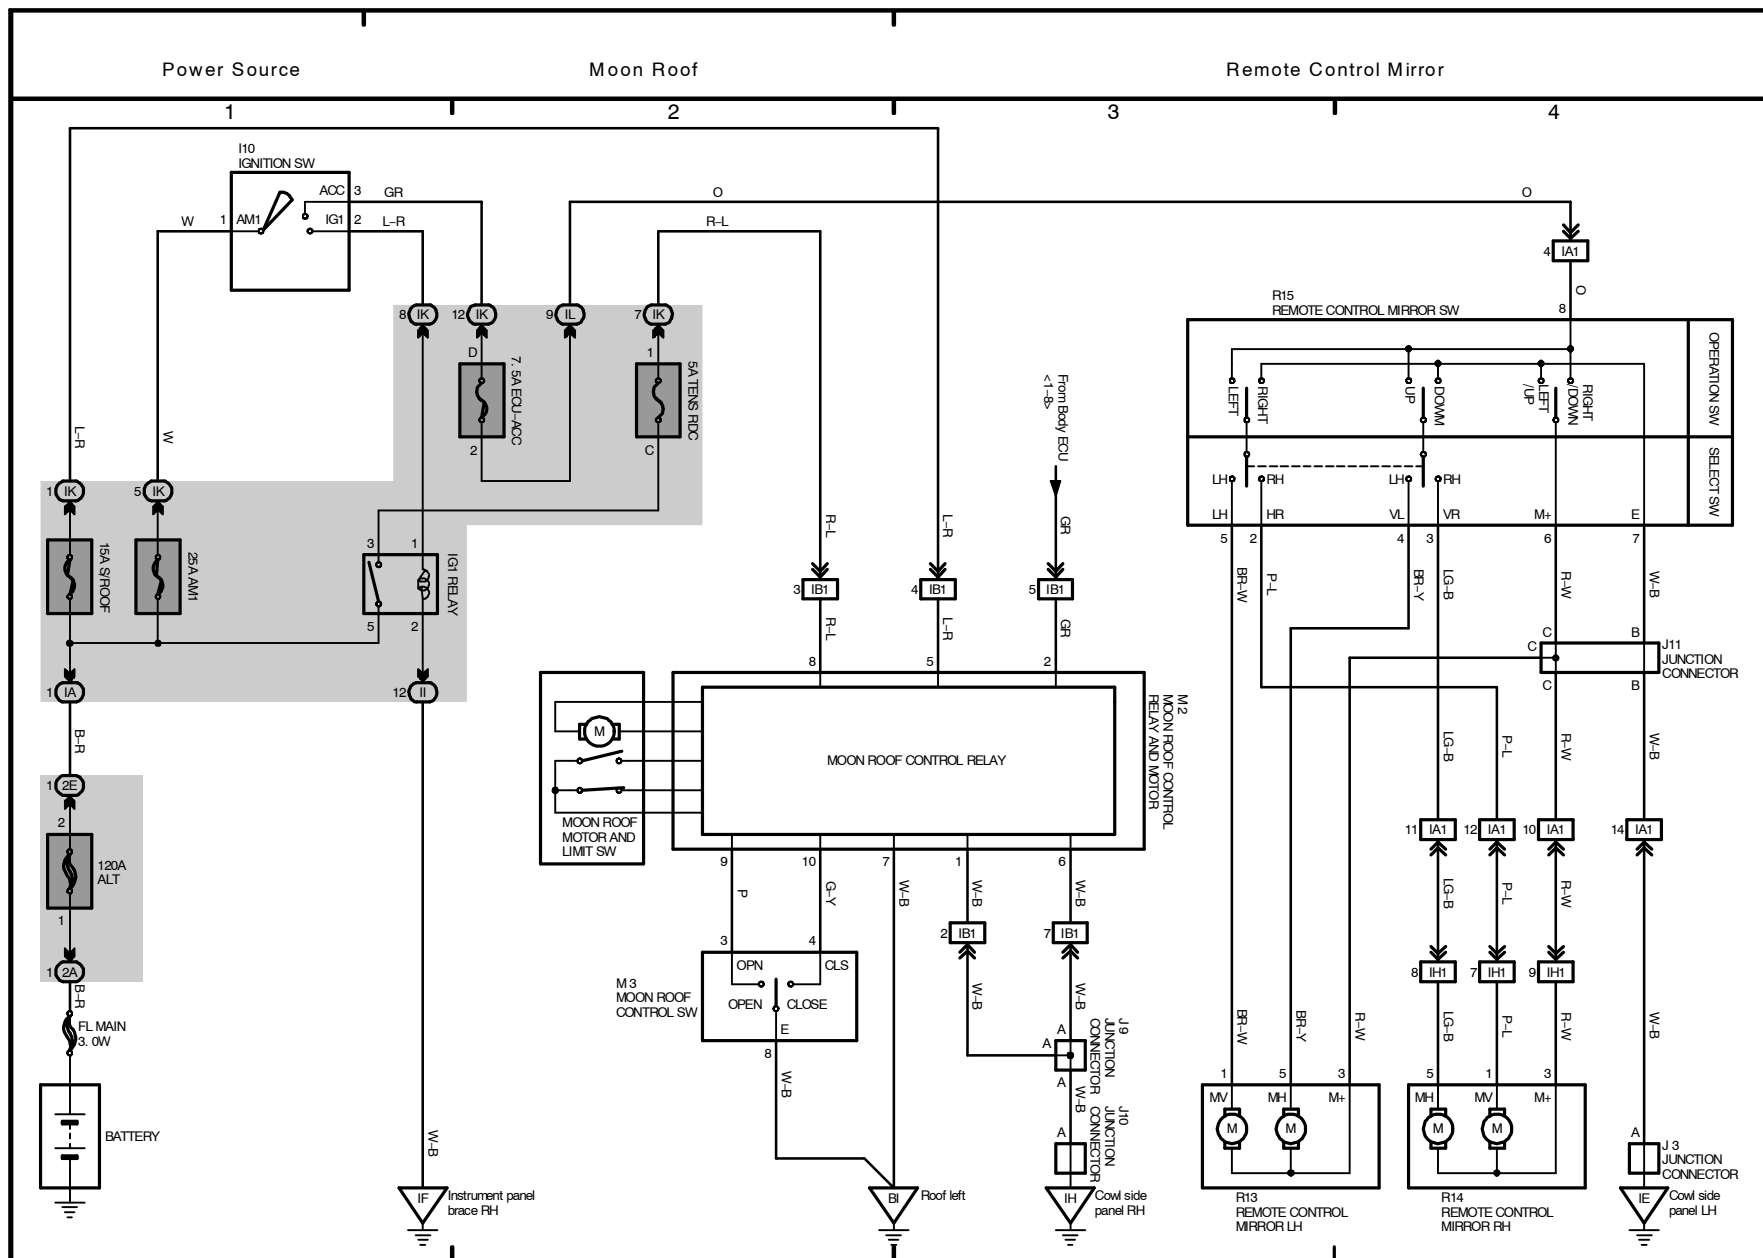 Power Source
Moon Roof
Remote Control Mirror
1
2
3
4
I10
IGNITION SW
ACC 3 GR
W 1 AM1 IG1 2 L–R
O
R–L
O
4 IA1
O
8 IK
12 IK
9 IL
7 IK
D
7. 5A ECU–ACC
2
1
5A TENS RDC
C
L–R
W
1 IK
5 IK
15A S/ROOF
25A AM1
3
1
IG1 RELAY
5
2
1 IA
12 II
B–R
1 2E
2
120A
ALT
1
1 2A
B–R
FL MAIN
3. 0W
BATTERY
W–B
IF
Instrument panel
brace RH
From Body ECU
<1–8>
R–L
L–R
GR
3 IB1
4 IB1
5 IB1
R–L
L–R
GR
8
5
2
M
MOON ROOF
MOTOR AND
LIMIT SW
MOON ROOF CONTROL RELAY
M 2
MOON ROOF CONTROL
RELAY AND MOTOR
9
10
7
1
6
P
G–Y
W–B
W–B
W–B
2 IB1
7 IB1
3
4
OPN
CLS
OPEN
CLOSE
E
M 3
MOON ROOF
CONTROL SW
8
W–B
W–B
W–B
A
A
A
J 9
JUNCTION
CONNECTOR
W–B
A
J10
JUNCTION
CONNECTOR
BI
Roof left
IH
Cowl side
panel RH
R15
REMOTE CONTROL MIRROR SW
8
OPERATION SW
SELECT SW
LEFT
RIGHT
UP
DOWM
LEFT
/UP
RIGHT
/DOWN
LH
RH
LH
RH
LH
HR
VL
VR
M+
E
5
2
4
3
6
7
BR–W
P–L
BR–Y
LG–B
R–W
W–B
C
C
C
B
B
J11
JUNCTION
CONNECTOR
LG–B
P–L
R–W
W–B
11 IA1
12 IA1
10 IA1
14 IA1
LG–B
P–L
R–W
8 IH1
7 IH1
9 IH1
BR–W
BR–Y
R–W
LG–B
P–L
R–W
W–B
1
5
3
MV
MH
M+
M
M
R13
REMOTE CONTROL
MIRROR LH
5
1
3
MH
MV
M+
M
M
R14
REMOTE CONTROL
MIRROR RH
A
J 3
JUNCTION
CONNECTOR
IE
Cowl side
panel LH